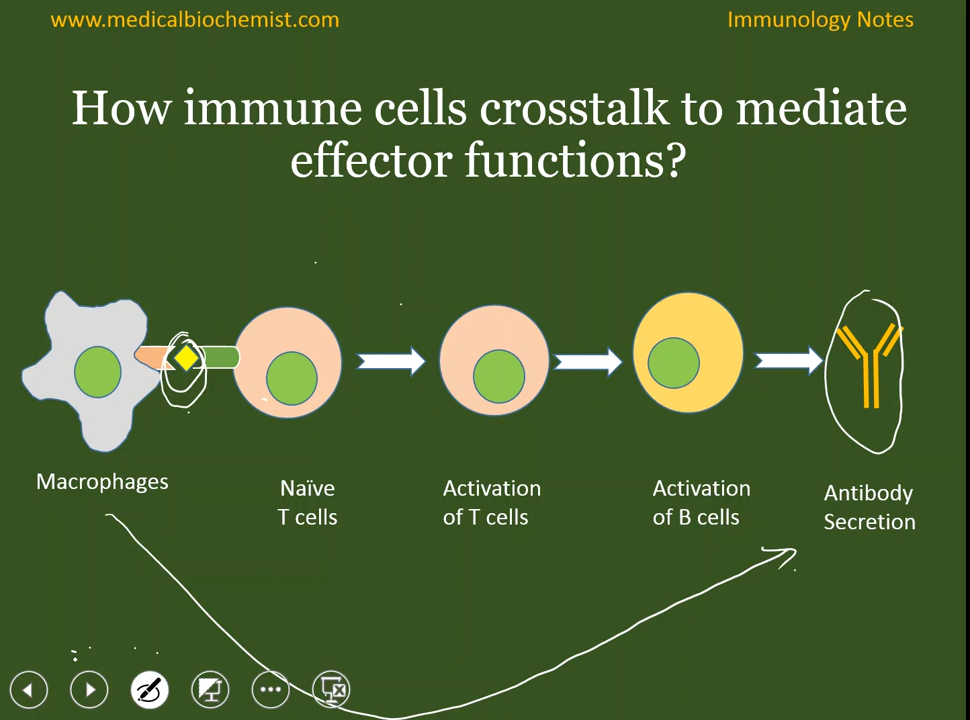 www.medicalbiochemist.com
Immunology Notes
How immune cells crosstalk to mediate
effector functions?
Macrophages
Naïve
T cells
Activation
of T cells
Activation
of B cells
Antibody
Secretion